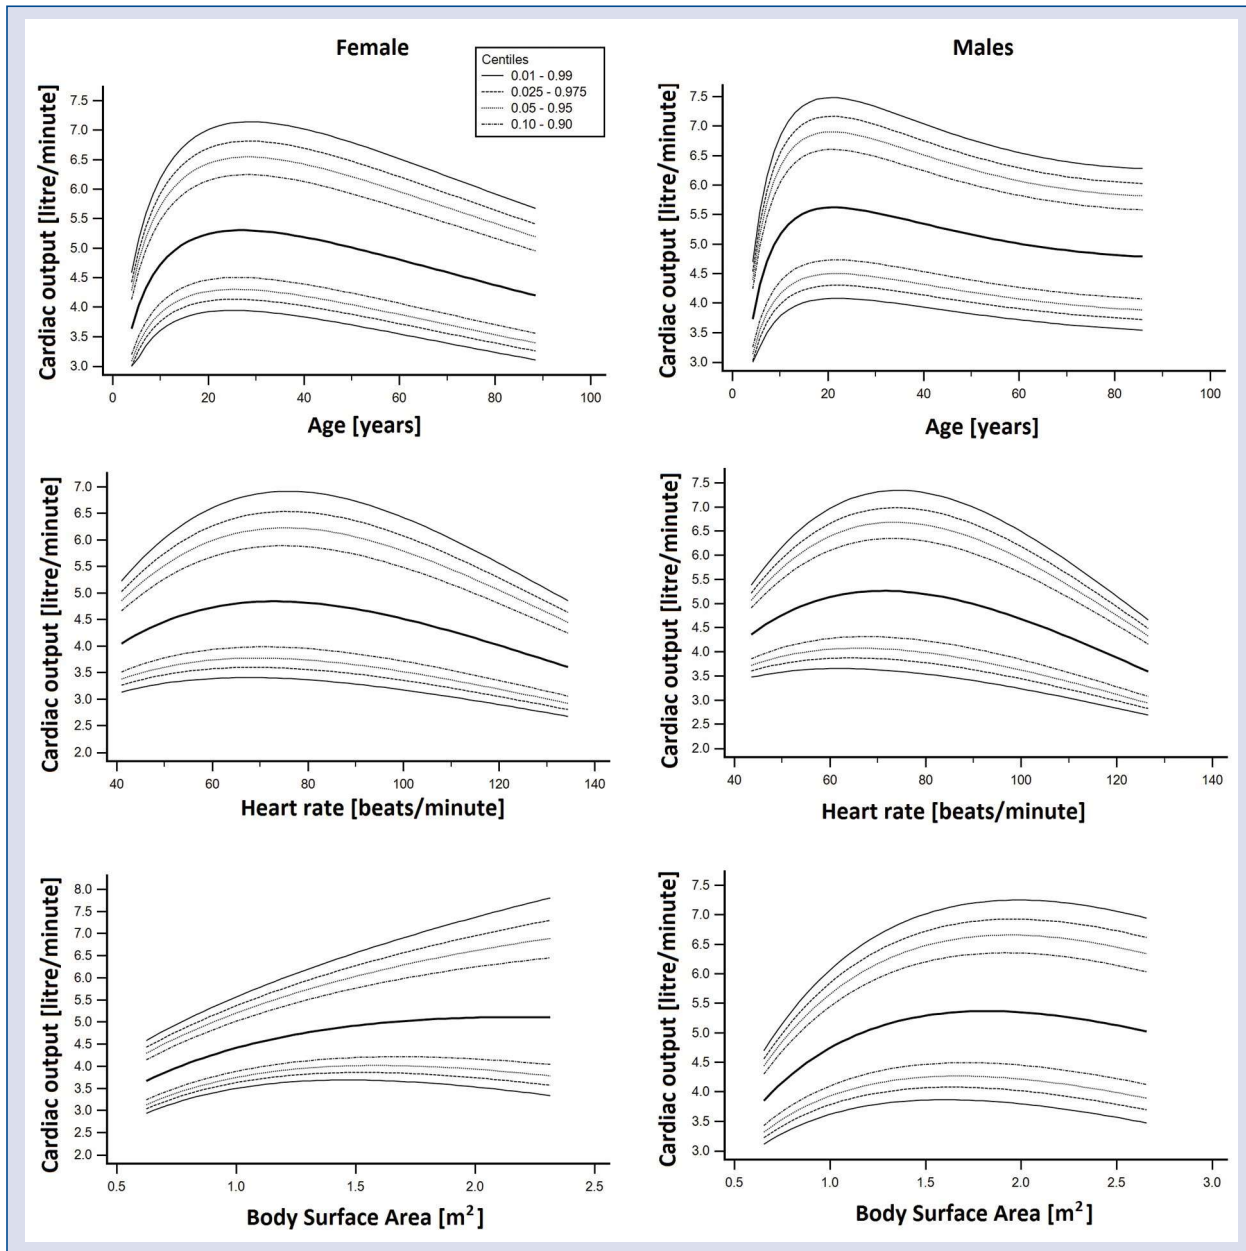 Female
Males
Centiles
0.01 - 0.99
0.025 - 0.975
0.05 - 0.95
0.10 - 0.90
Cardiac output [litre/minute]
7.5
7.0
6.5
6.0
5.5
5.0
4.5
4.0
3.5
3.0
0 20 40 60 80 100
Age [years]
Cardiac output [litre/minute]
7.5
7.0
6.5
6.0
5.5
5.0
4.5
4.0
3.5
3.0
0 20 40 60 80 100
Age [years]
Cardiac output [litre/minute]
7.0
6.5
6.0
5.5
5.0
4.5
4.0
3.5
3.0
2.5
2.0
40 60 80 100 120 140
Heart rate [beats/minute]
Cardiac output [litre/minute]
7.5
7.0
6.5
6.0
5.5
5.0
4.5
4.0
3.5
3.0
2.5
2.0
40 60 80 100 120 140
Heart rate [beats/minute]
Cardiac output [litre/minute]
8.0
7.5
7.0
6.5
6.0
5.5
5.0
4.5
4.0
3.5
3.0
2.5
2.0
0.5 1.0 1.5 2.0 2.5
Body Surface Area [m²]
Cardiac output [litre/minute]
7.5
7.0
6.5
6.0
5.5
5.0
4.5
4.0
3.5
3.0
0.5 1.0 1.5 2.0 2.5 3.0
Body Surface Area [m²]